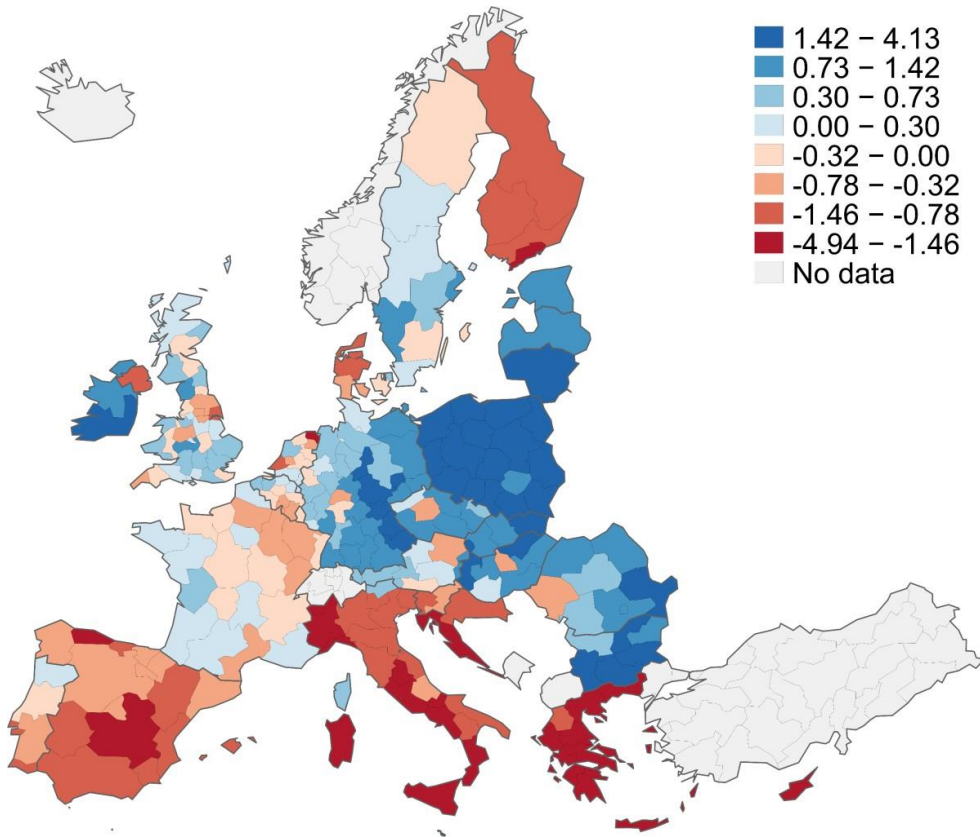 1.42 – 4.13
0.73 – 1.42
0.30 – 0.73
0.00 – 0.30
-0.32 – 0.00
-0.78 – -0.32
-1.46 – -0.78
-4.94 – -1.46
No data